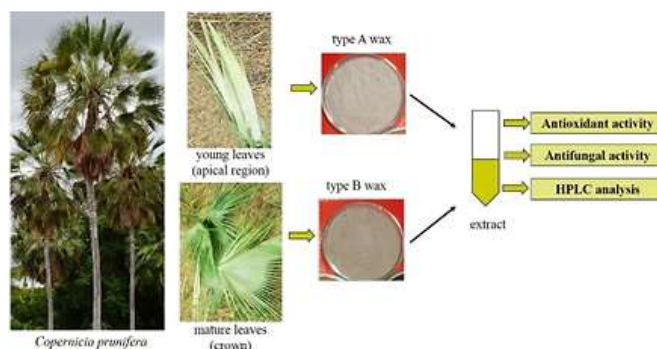 type A wax
young leaves
(apical region)
Antioxidant activity
Antifungal activity
HPLC analysis
type B wax
extract
mature leaves
(crown)
Copernicia prunifera